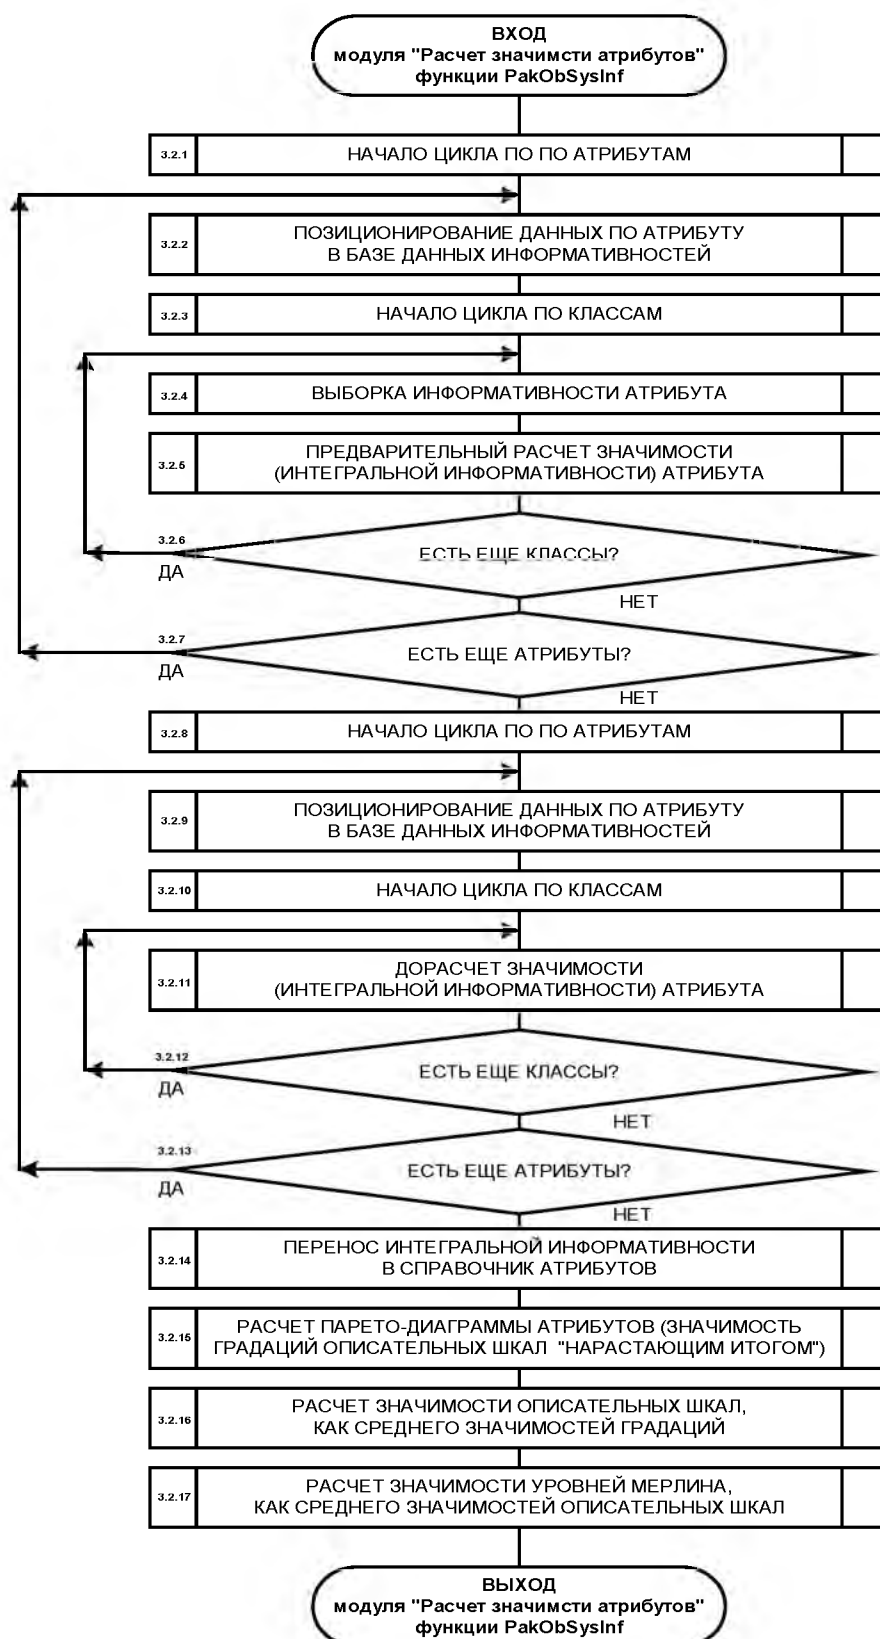 ВХОД
модуля "Расчет значимсти атрибутов"
функции PakObSysInf
3.2.1
НАЧАЛО ЦИКЛА ПО ПО АТРИБУТАМ
3.2.2
ПОЗИЦИОНИРОВАНИЕ ДАННЫХ ПО АТРИБУТУ
В БАЗЕ ДАННЫХ ИНФОРМАТИВНОСТЕЙ
3.2.3
НАЧАЛО ЦИКЛА ПО КЛАССАМ
3.2.4
ВЫБОРКА ИНФОРМАТИВНОСТИ АТРИБУТА
3.2.5
ПРЕДВАРИТЕЛЬНЫЙ РАСЧЕТ ЗНАЧИМОСТИ
(ИНТЕГРАЛЬНОЙ ИНФОРМАТИВНОСТИ) АТРИБУТА
3.2.6
ЕСТЬ ЕЩЕ КЛАССЫ?
ДА
НЕТ
3.2.7
ЕСТЬ ЕЩЕ АТРИБУТЫ?
ДА
НЕТ
3.2.8
НАЧАЛО ЦИКЛА ПО ПО АТРИБУТАМ
3.2.9
ПОЗИЦИОНИРОВАНИЕ ДАННЫХ ПО АТРИБУТУ
В БАЗЕ ДАННЫХ ИНФОРМАТИВНОСТЕЙ
3.2.10
НАЧАЛО ЦИКЛА ПО КЛАССАМ
3.2.11
ДОРАСЧЕТ ЗНАЧИМОСТИ
(ИНТЕГРАЛЬНОЙ ИНФОРМАТИВНОСТИ) АТРИБУТА
3.2.12
ЕСТЬ ЕЩЕ КЛАССЫ?
ДА
НЕТ
3.2.13
ЕСТЬ ЕЩЕ АТРИБУТЫ?
ДА
НЕТ
3.2.14
ПЕРЕНОС ИНТЕГРАЛЬНОЙ ИНФОРМАТИВНОСТИ
В СПРАВОЧНИК АТРИБУТОВ
3.2.15
РАСЧЕТ ПАРЕТО-ДИАГРАММЫ АТРИБУТОВ (ЗНАЧИМОСТЬ
ГРАДАЦИЙ ОПИСАТЕЛЬНЫХ ШКАЛ "НАРАСТАЮЩИМ ИТОГОМ")
3.2.16
РАСЧЕТ ЗНАЧИМОСТИ ОПИСАТЕЛЬНЫХ ШКАЛ,
КАК СРЕДНЕГО ЗНАЧИМОСТЕЙ ГРАДАЦИЙ
3.2.17
РАСЧЕТ ЗНАЧИМОСТИ УРОВНЕЙ МЕРЛИНА,
КАК СРЕДНЕГО ЗНАЧИМОСТЕЙ ОПИСАТЕЛЬНЫХ ШКАЛ
ВЫХОД
модуля "Расчет значимсти атрибутов"
функции PakObSysInf